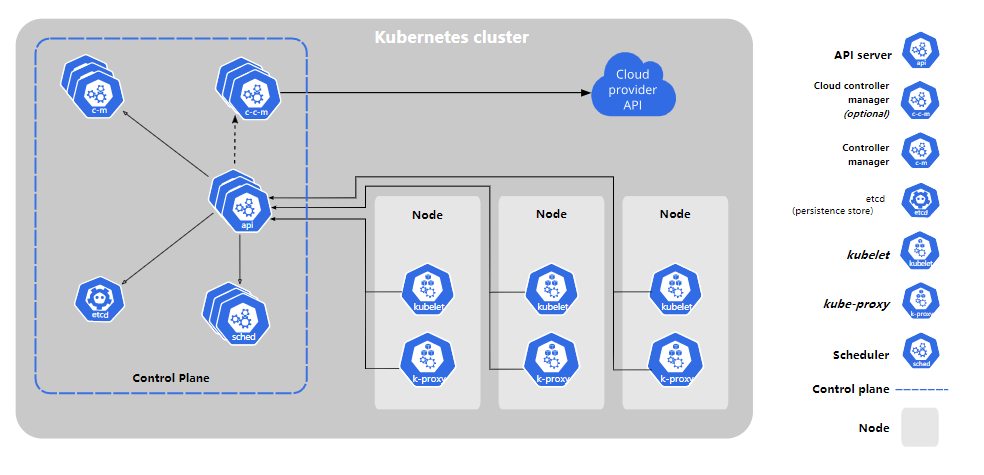 Kubernetes cluster
c-m
c-c-m
Cloud
provider
API
api
Node
Node
Node
etcd
sched
kubelet
kubelet
kubelet
k-proxy
k-proxy
k-proxy
Control Plane
API server
api
Cloud controller
manager
(optional)
c-c-m
Controller
manager
c-m
etcd
(persistence store)
etcd
kubelet
kubelet
kube-proxy
k-proxy
Scheduler
sched
Control plane
Node